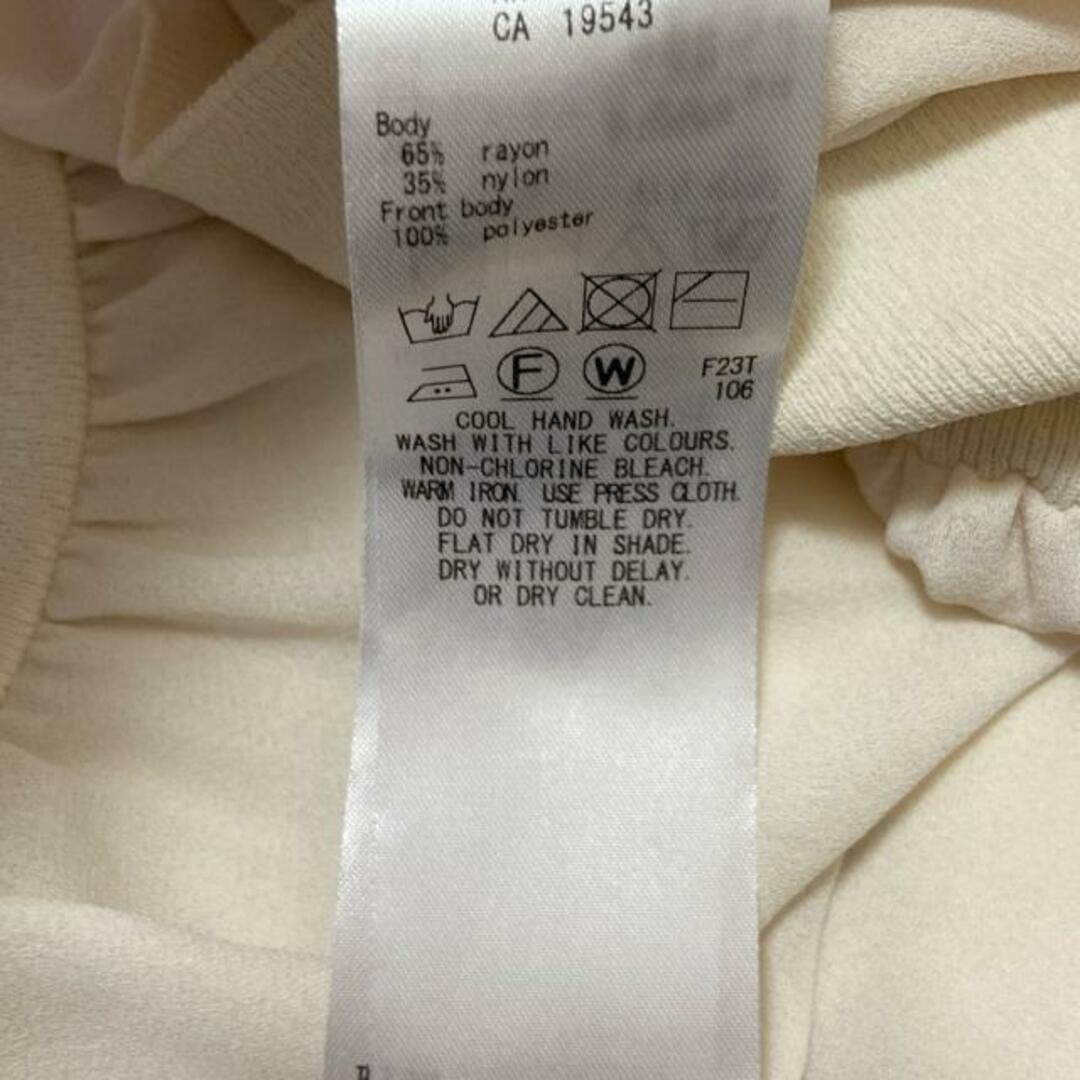 CA 19543
Body
65% rayon
35% nylon
Front body
100% polyester
F W F23T
106
COOL HAND WASH.
WASH WITH LIKE COLOURS.
NON-CHLORINE BLEACH.
WARM IRON. USE PRESS CLOTH.
DO NOT TUMBLE DRY.
FLAT DRY IN SHADE.
DRY WITHOUT DELAY.
OR DRY CLEAN.